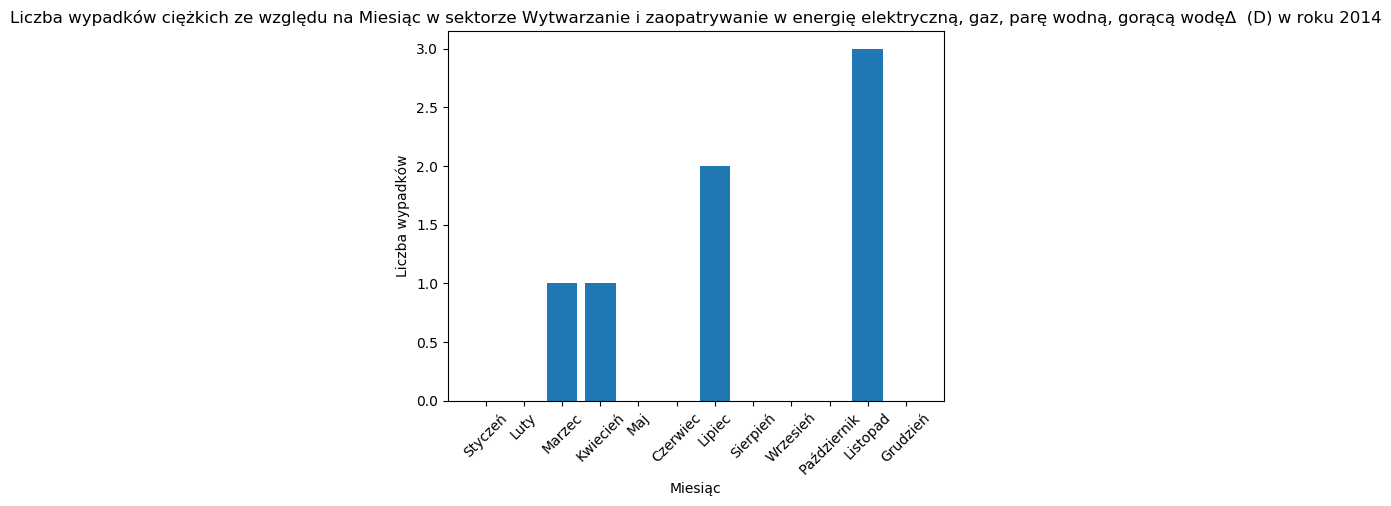 Liczba wypadków ciężkich ze względu na Miesiąc w sektorze Wytwarzanie i zaopatrywanie w energię elektryczną, gaz, parę wodną, gorącą wodęΔ  (D) w roku 2014
3.0
2.5
2.0
1.5
1.0
0.5
0.0
Liczba wypadków
Styczeń
Luty
Marzec
Kwiecień
Maj
Czerwiec
Lipiec
Sierpień
Wrzesień
Październik
Listopad
Grudzień
Miesiąc